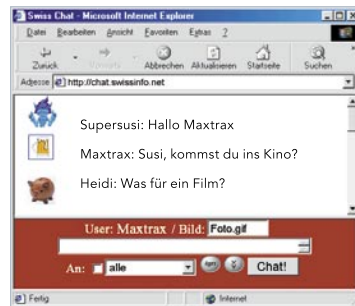 Swiss Chat - Microsoft Internet Explorer
Datei Bearbeiten Ansicht Favoriten Extras ?
Zurück Vorwärts Abbrechen Aktualisieren Startseite Suchen
Adresse http://chat.swissinfo.net
Supersusi: Hallo Maxtrax
Maxtrax: Susi, kommst du ins Kino?
Heidi: Was für ein Film?
User: Maxtrax / Bild: Foto.gif
An: alle Chat!
Fertig Internet